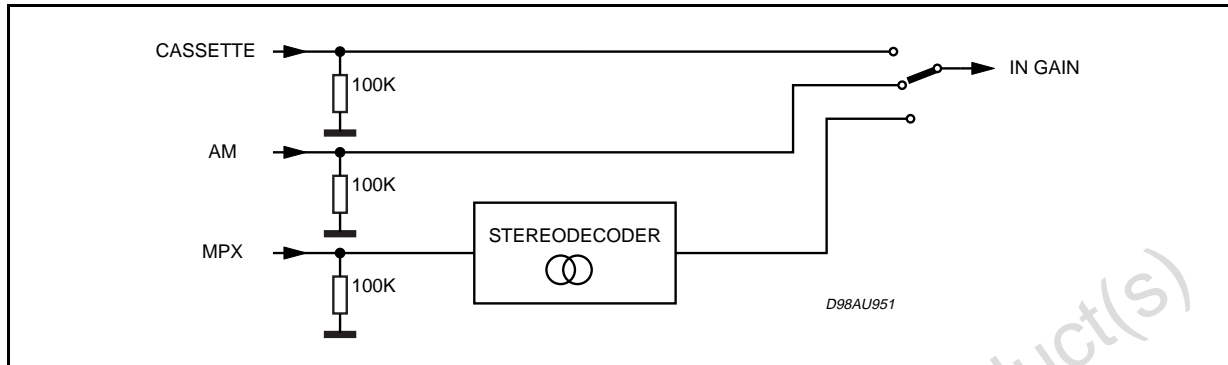 CASSETTE
IN GAIN
100K
AM
100K
STEREODECODER
MPX
100K
D98AU951